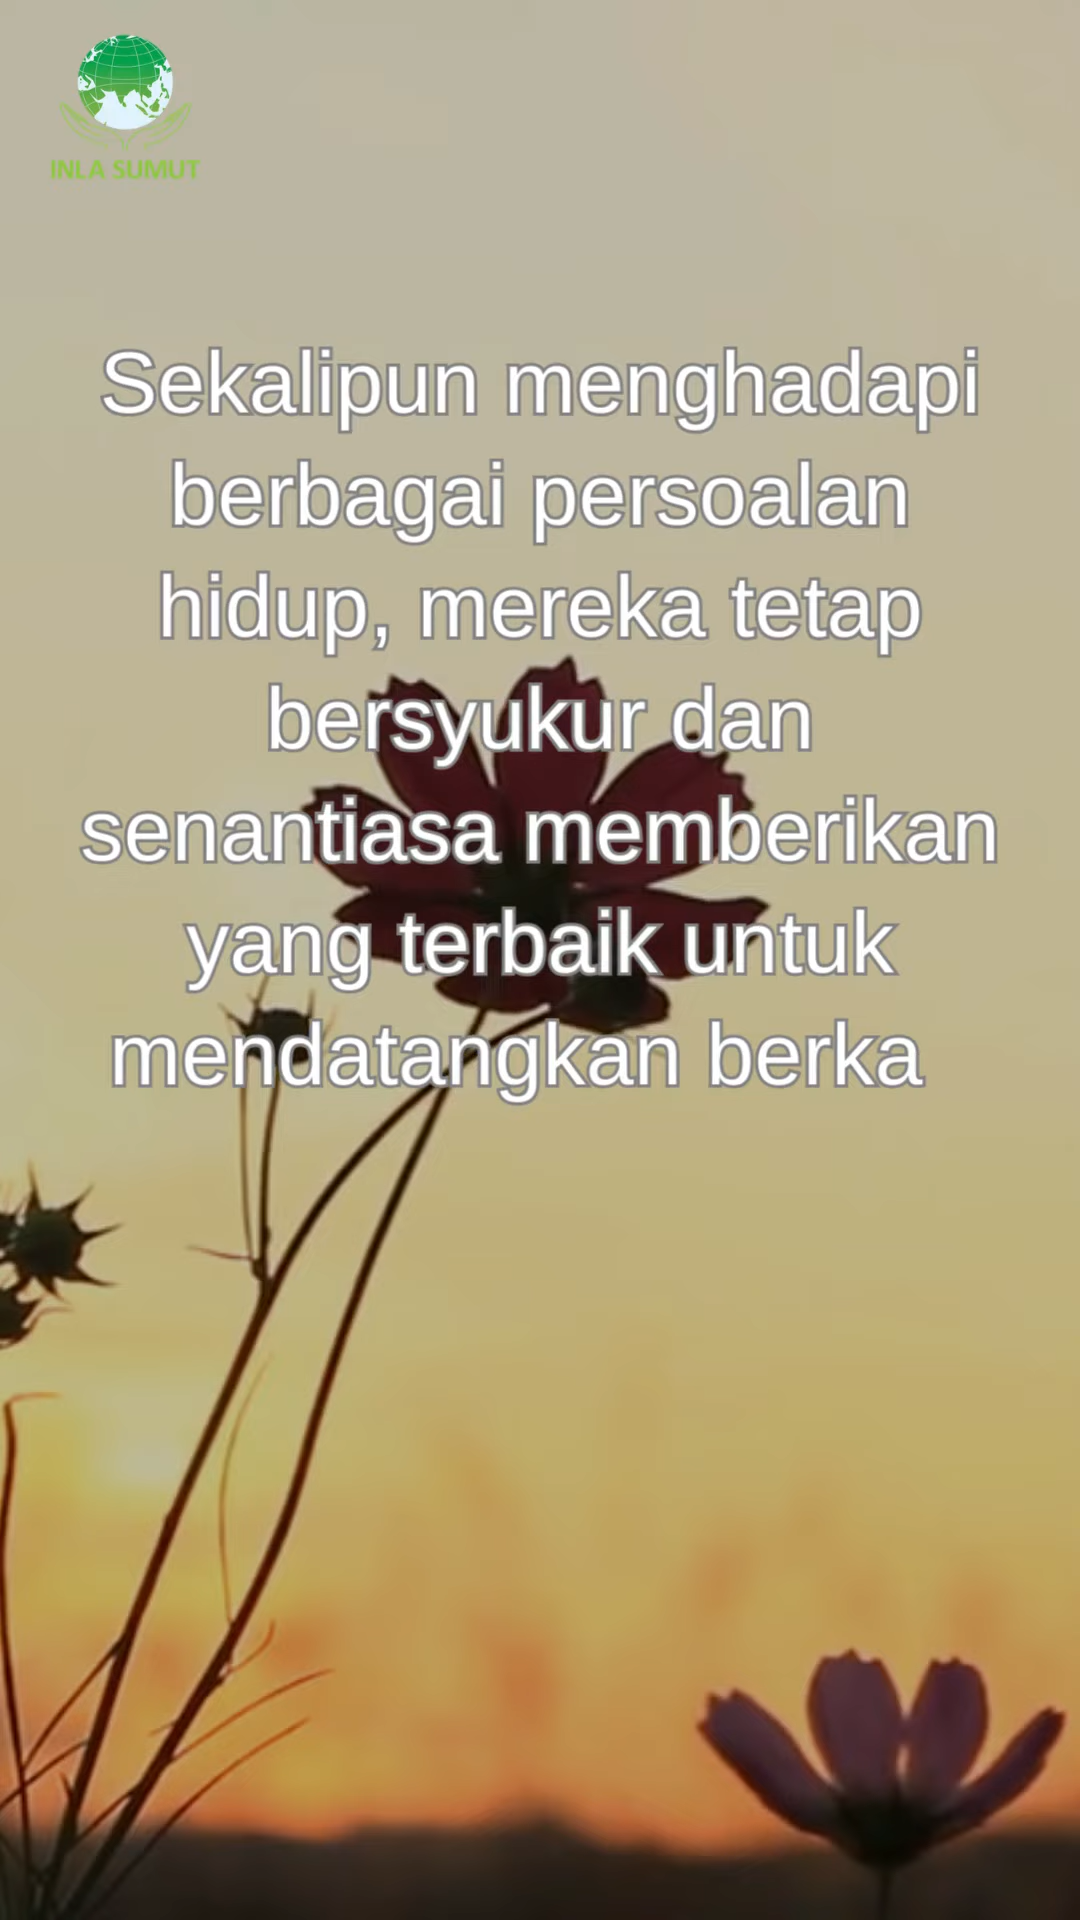 INLA SUMUT
Sekalipun menghadapi
berbagai persoalan
hidup, mereka tetap
bersyukur dan
senantiasa memberikan
yang terbaik untuk
mendatangkan berka